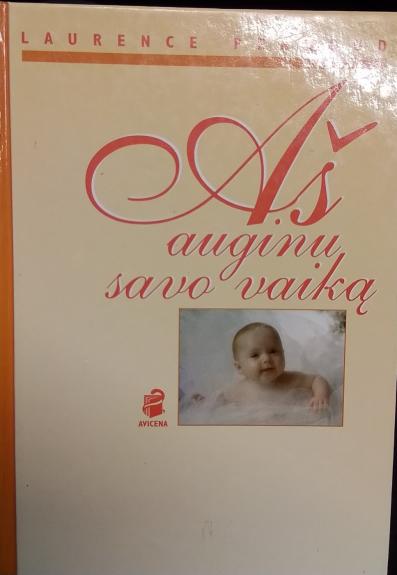 LAURENCE
Aš
auginu
savo vaiką
AVICENA